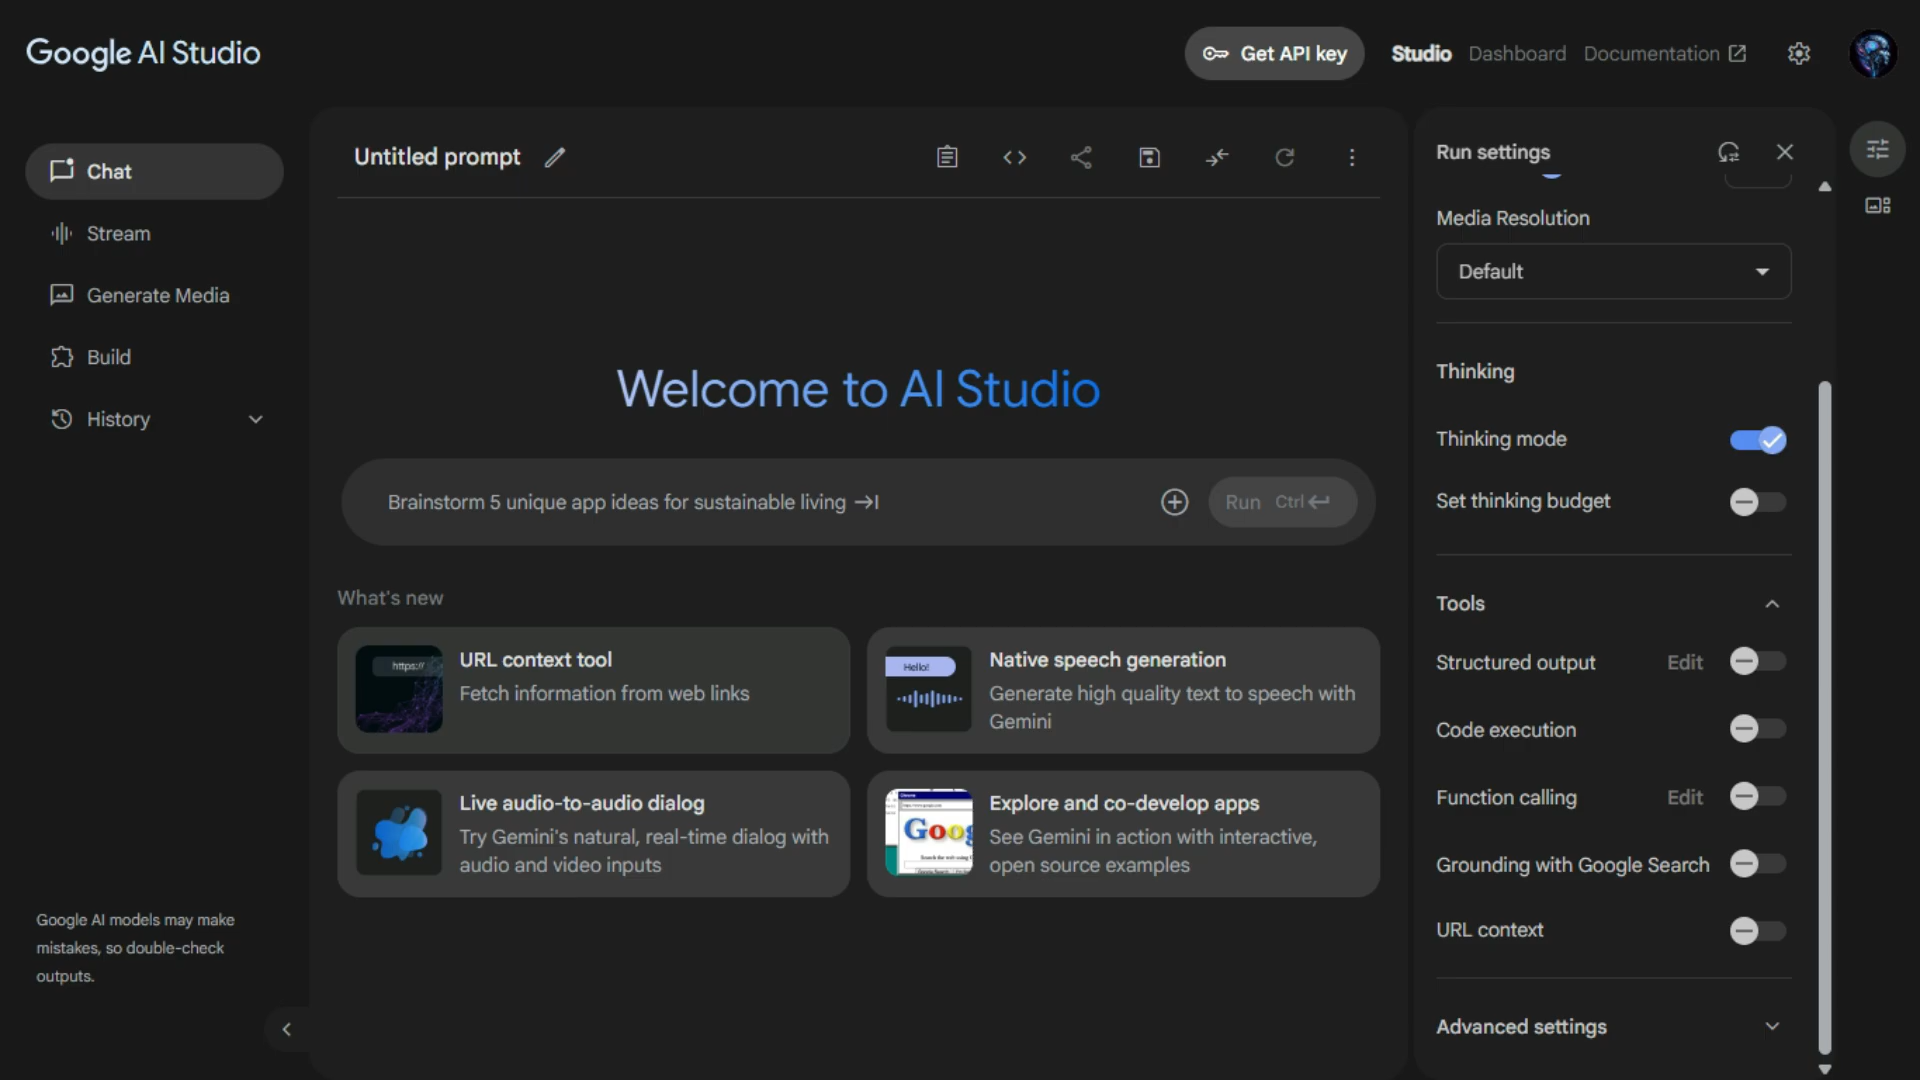 Google AI Studio
Get API key
Studio
Dashboard
Documentation
Chat
Stream
Generate Media
Build
History
Google AI models may make
mistakes, so double-check
outputs.
Untitled prompt
Welcome to AI Studio
Brainstorm 5 unique app ideas for sustainable living
Run Ctrl
What's new
https://
URL context tool
Fetch information from web links
Hello!
Native speech generation
Generate high quality text to speech with
Gemini
Live audio-to-audio dialog
Try Gemini's natural, real-time dialog with
audio and video inputs
Goog
Explore and co-develop apps
See Gemini in action with interactive,
open source examples
Run settings
Media Resolution
Default
Thinking
Thinking mode
Set thinking budget
Tools
Structured output Edit
Code execution
Function calling Edit
Grounding with Google Search
URL context
Advanced settings